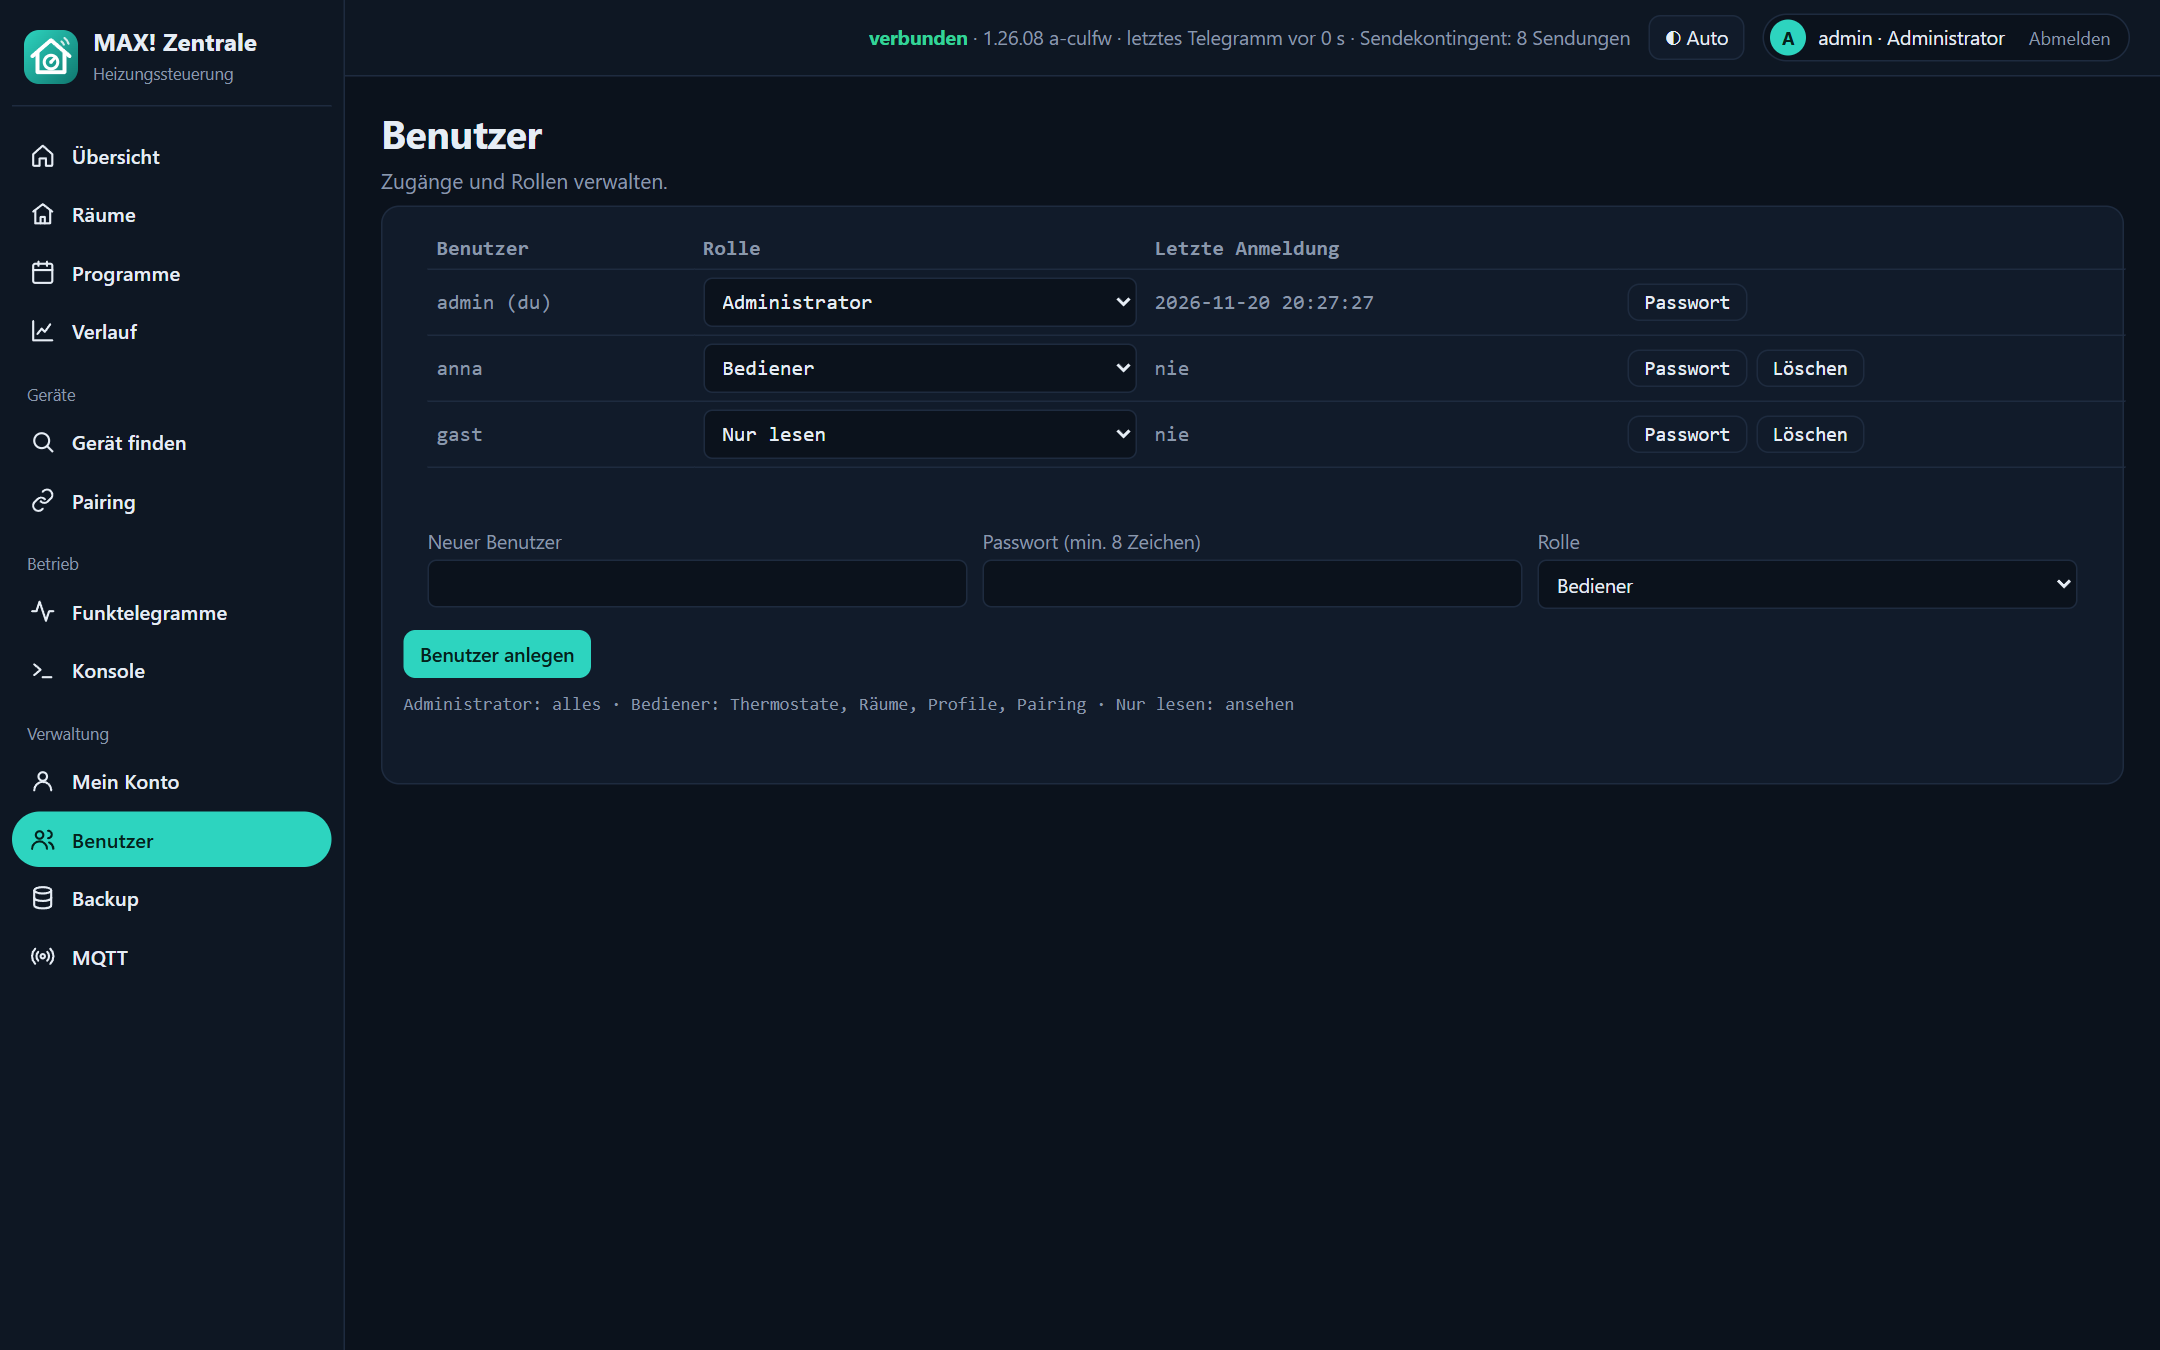 MAX! Zentrale
Heizungssteuerung
Übersicht
Räume
Programme
Verlauf
Geräte
Gerät finden
Pairing
Betrieb
Funktelegramme
Konsole
Verwaltung
Mein Konto
Benutzer
Backup
MQTT
verbunden · 1.26.08 a-culfw · letztes Telegramm vor 0 s · Sendekontingent: 8 Sendungen Auto A admin · Administrator Abmelden
Benutzer
Zugänge und Rollen verwalten.
Benutzer Rolle Letzte Anmeldung
admin (du) Administrator 2026-11-20 20:27:27 Passwort
anna Bediener nie Passwort Löschen
gast Nur lesen nie Passwort Löschen
Neuer Benutzer Passwort (min. 8 Zeichen) Rolle
Bediener
Benutzer anlegen
Administrator: alles · Bediener: Thermostate, Räume, Profile, Pairing · Nur lesen: ansehen